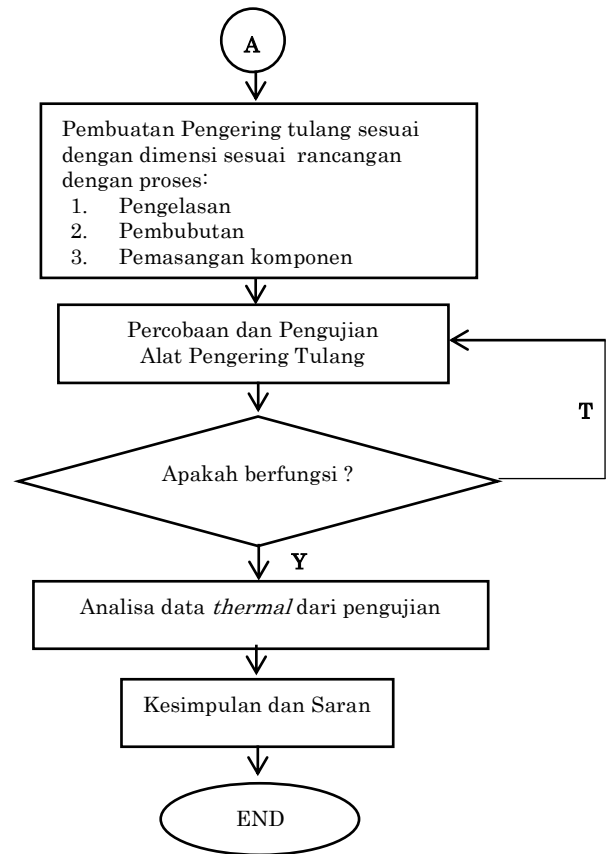 A
Pembuatan Pengering tulang sesuai
dengan dimensi sesuai rancangan
dengan proses:
1. Pengelasan
2. Pembubutan
3. Pemasangan komponen
Percobaan dan Pengujian
Alat Pengering Tulang
T
Apakah berfungsi ?
Y
Analisa data thermal dari pengujian
Kesimpulan dan Saran
END